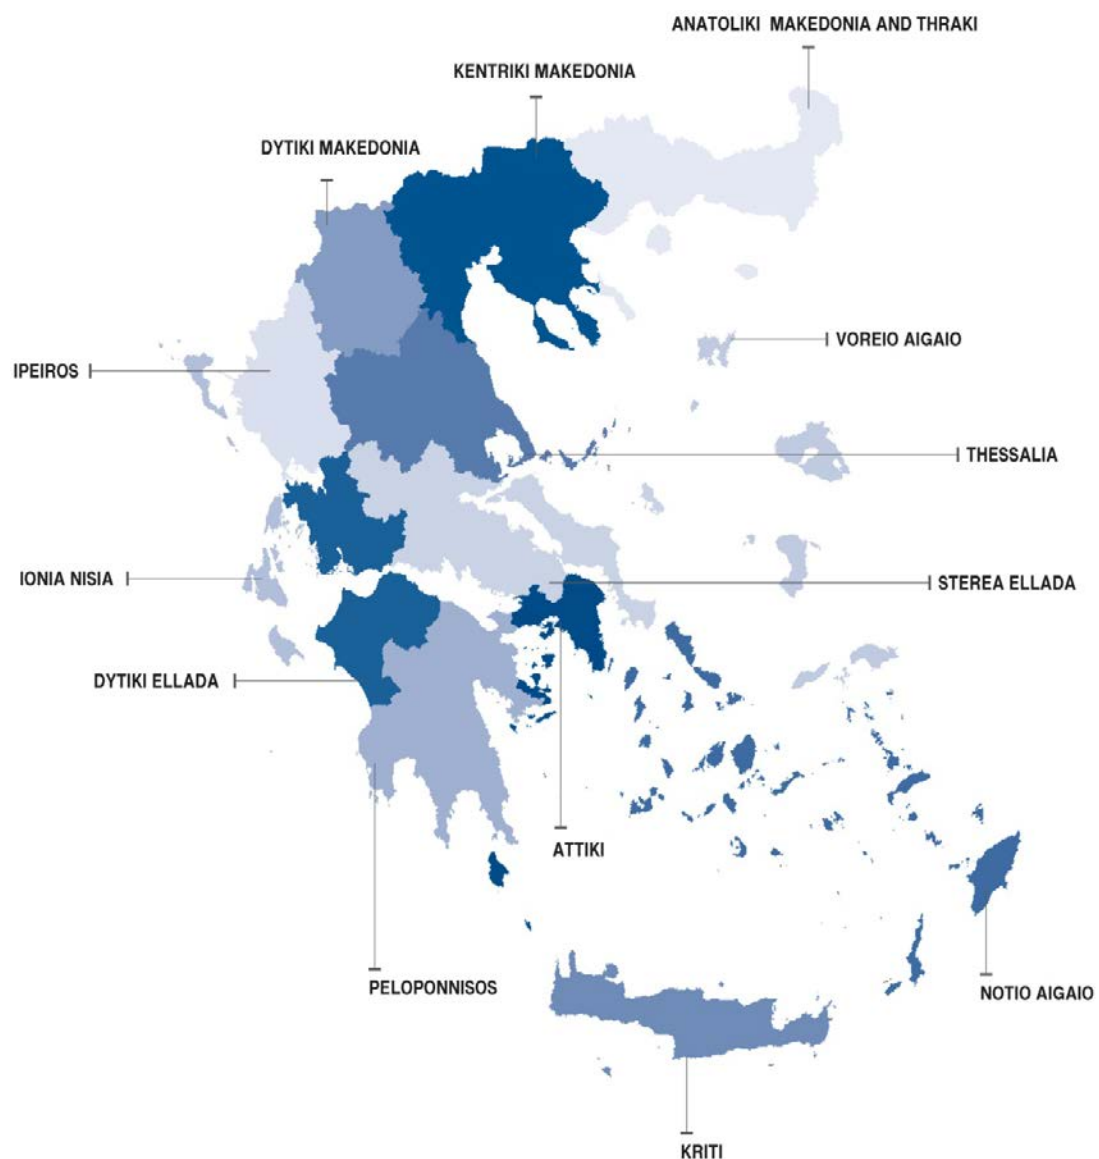 ANATOLIKI MAKEDONIA AND THRAKI
KENTRIKI MAKEDONIA
DYTIKI MAKEDONIA
VOREIO AIGAIO
IPEIROS
THESSALIA
IONIA NISIA
STEREA ELLADA
DYTIKI ELLADA
ATTIKI
PELOPONNISOS
NOTIO AIGAIO
KRITI